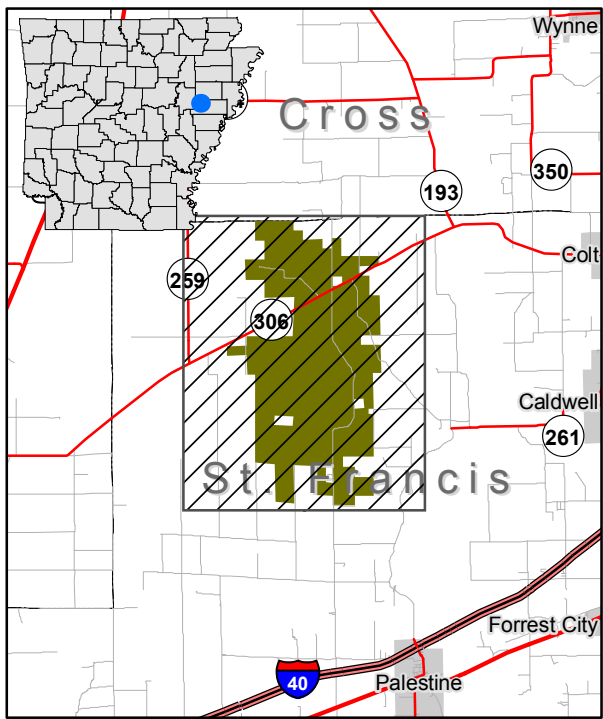 Wynne
Cross
350
193
Colt
259
306
Caldwell
261
St. Francis
Forrest City
40
Palestine